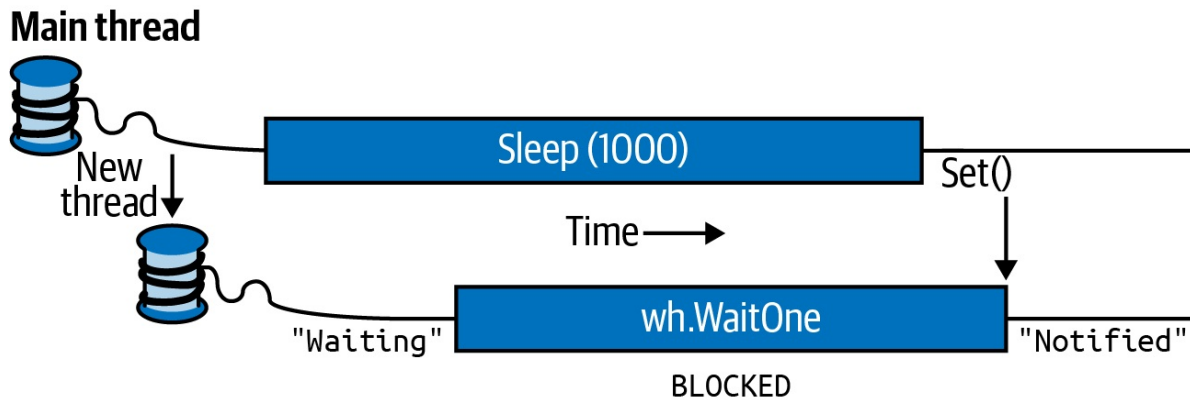 Main thread
Sleep (1000)
New
thread
Set()
Time
wh.WaitOne
"Waiting"
"Notified"
BLOCKED